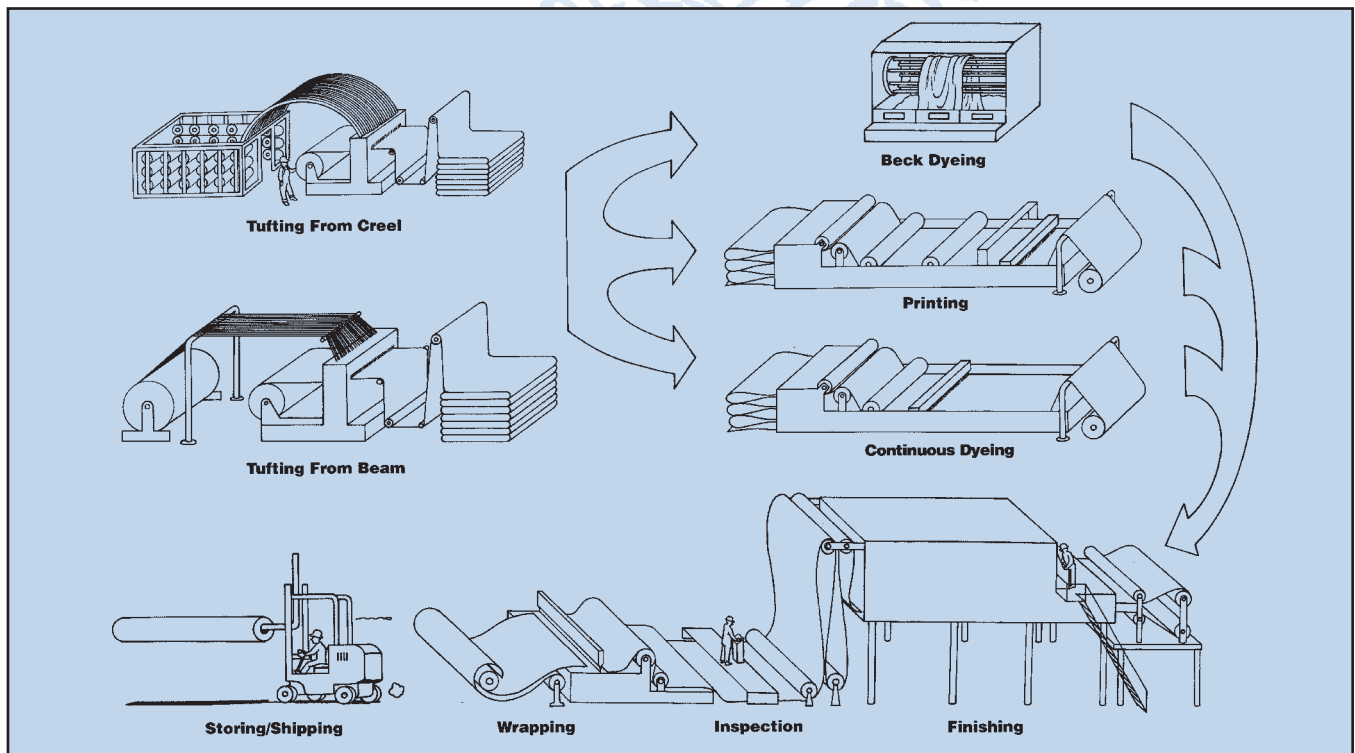 Tufting From Creel
Beck Dyeing
Printing
Tufting From Beam
Continuous Dyeing
Storing/Shipping
Wrapping
Inspection
Finishing